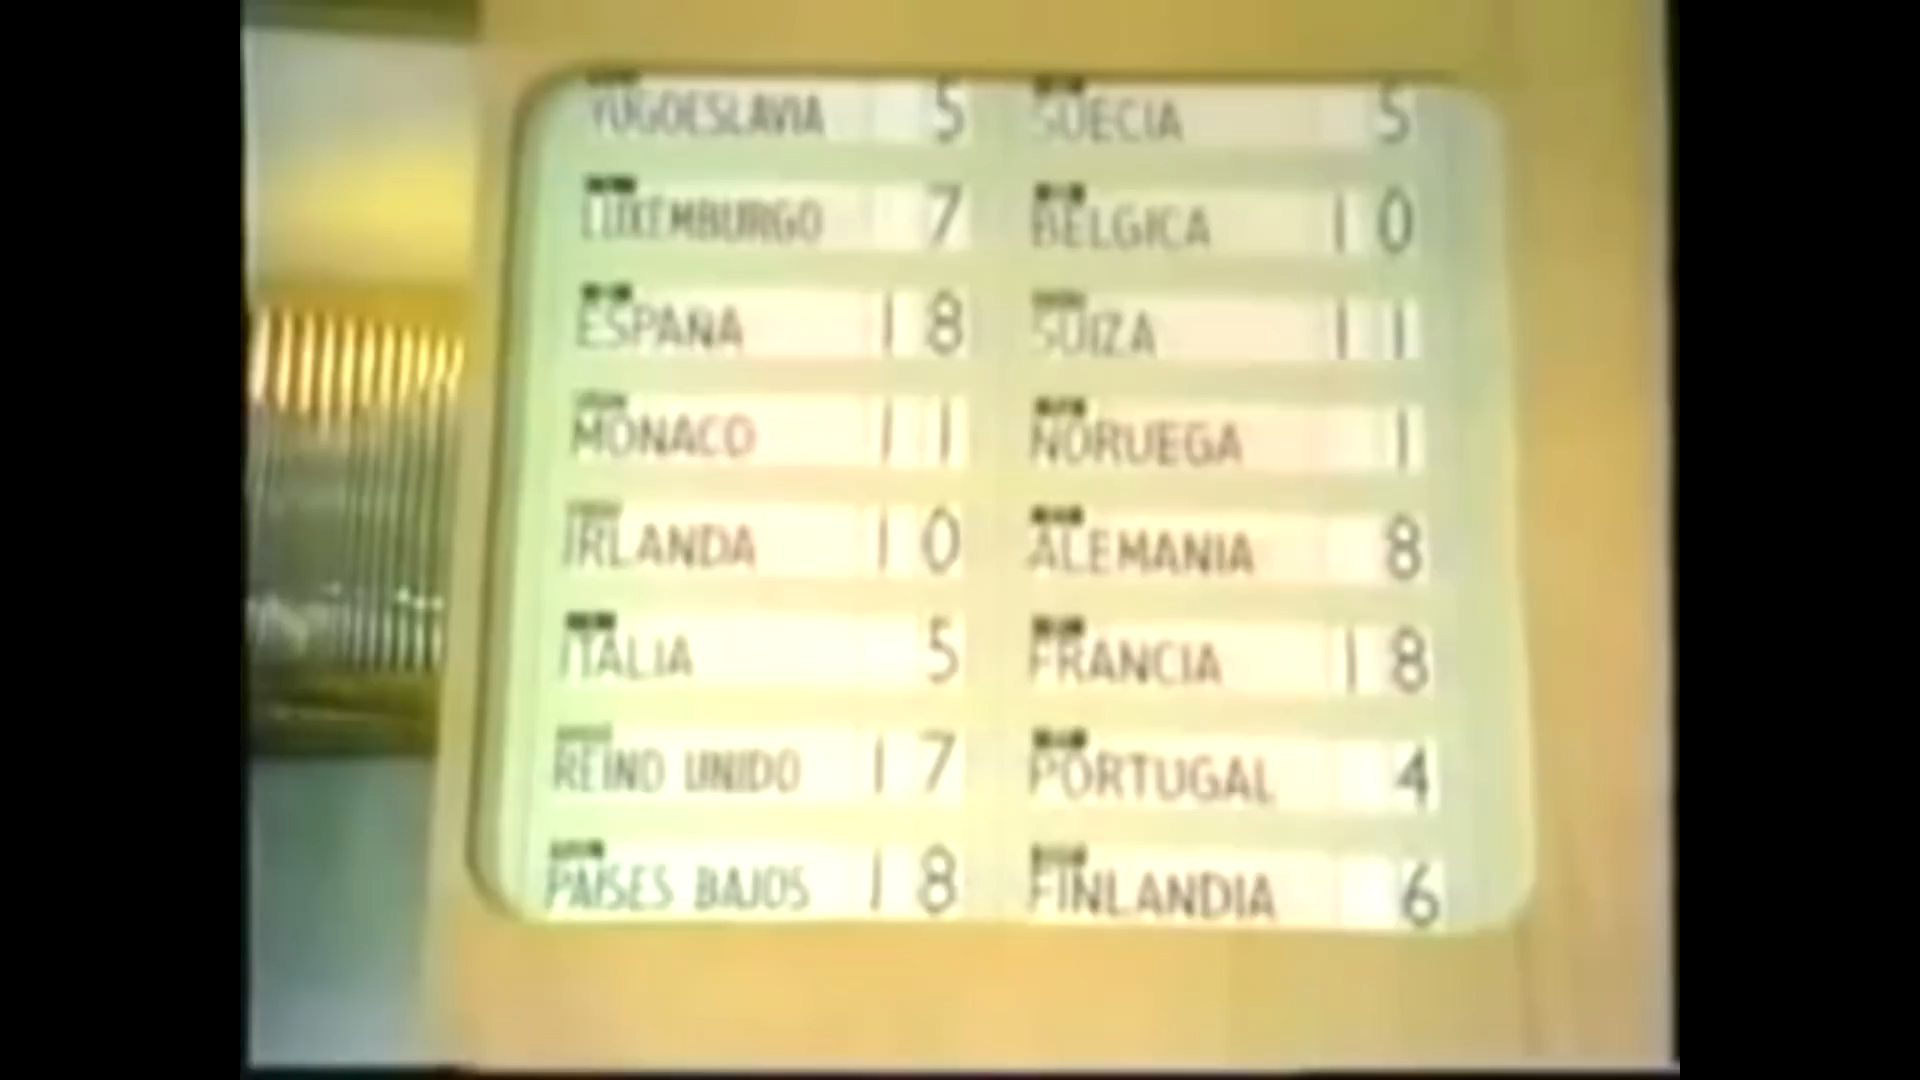 YUGOESLAVIA 5
LUXEMBURGO 7
ESPAÑA 18
MONACO 11
IRLANDA 10
ITALIA 5
REINO UNIDO 17
PAISES BAJOS 18
SUECIA 5
BELGICA 10
SUIZA 11
NORUEGA 1
ALEMANIA 8
FRANCIA 18
PORTUGAL 4
FINLANDIA 6